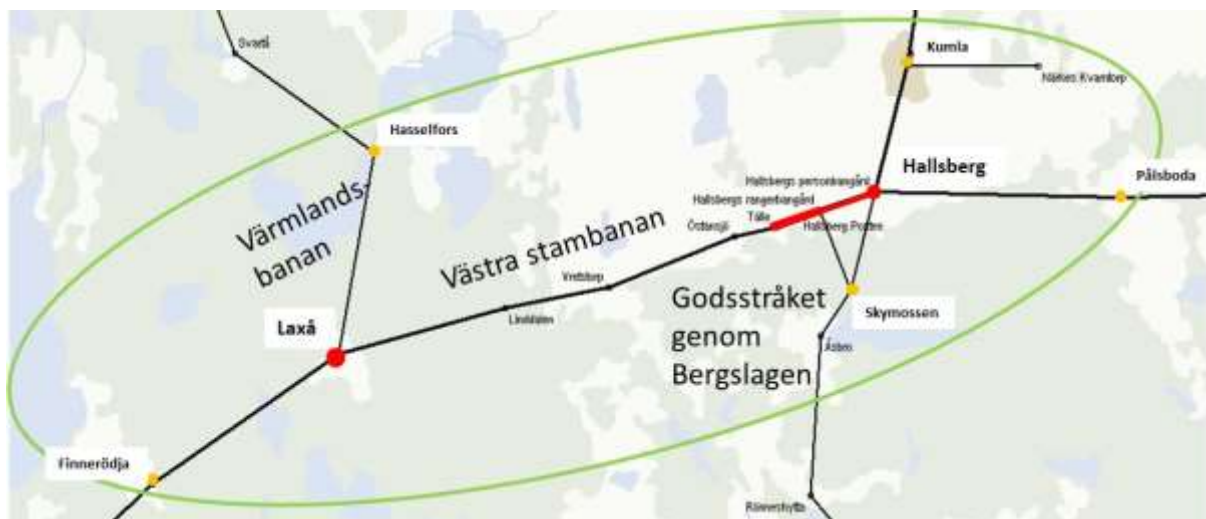 Svartå
Kumla
Närkes Kvarntorp
Hasselfors
Hallsberg
Hallsbergs personbangård
Pålsboda
Hallsbergs rangerbangård
Värmlands-
banan
Västra stambanan
Östansjö
Tälle
Hallsberg Posten
Vretstorp
Godsstråket
genom
Bergslagen
Skymossen
Laxå
Linddalen
Åsbro
Finnerödja
Rönneshytta